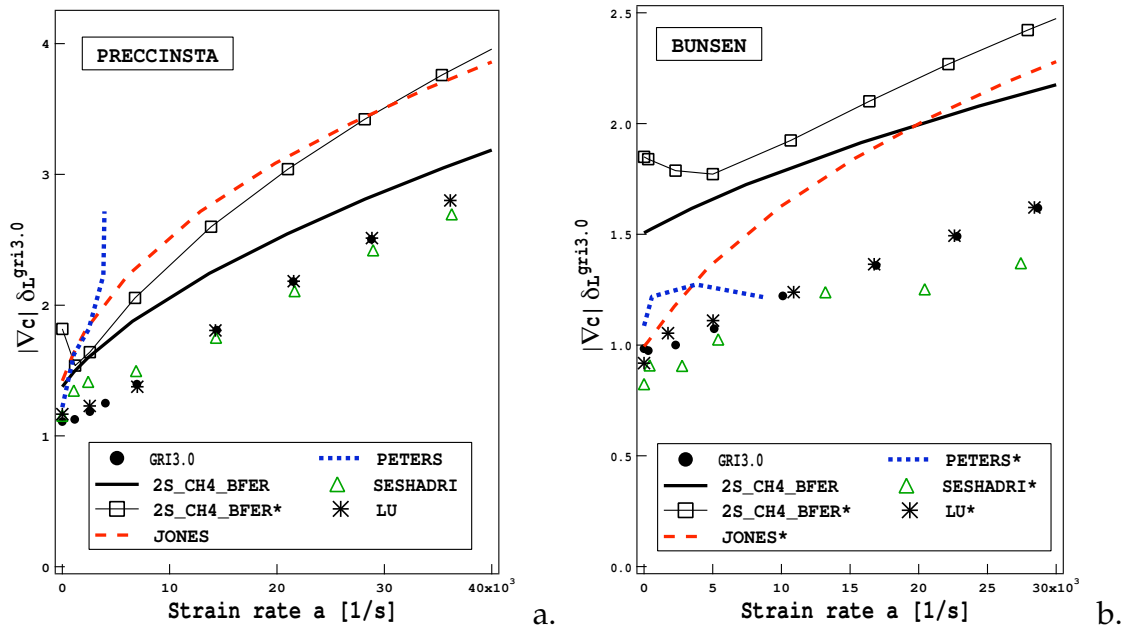 PRECCINSTA
4
3
2
1
|∇c| δL^gri3.0
GRI3.0
2S_CH4_BFER
2S_CH4_BFER*
JONES
PETERS
SESHADRI
LU
0
10
20
30
40x10^3
Strain rate a [1/s]
a.
BUNSEN
2.5
2.0
1.5
1.0
0.5
0.0
|∇c| δL^gri3.0
GRI3.0
2S_CH4_BFER
2S_CH4_BFER*
JONES*
PETERS*
SESHADRI*
LU*
0
5
10
15
20
25
30x10^3
Strain rate a [1/s]
b.